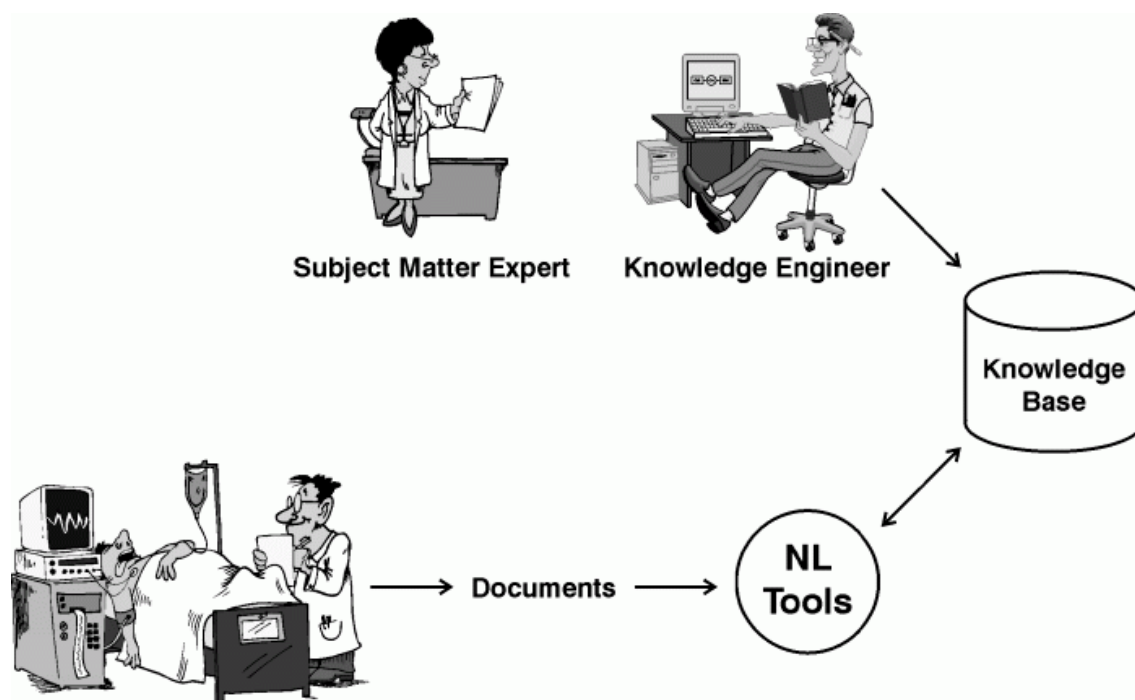 Subject Matter Expert
Knowledge Engineer
Knowledge
Base
Documents
NL
Tools